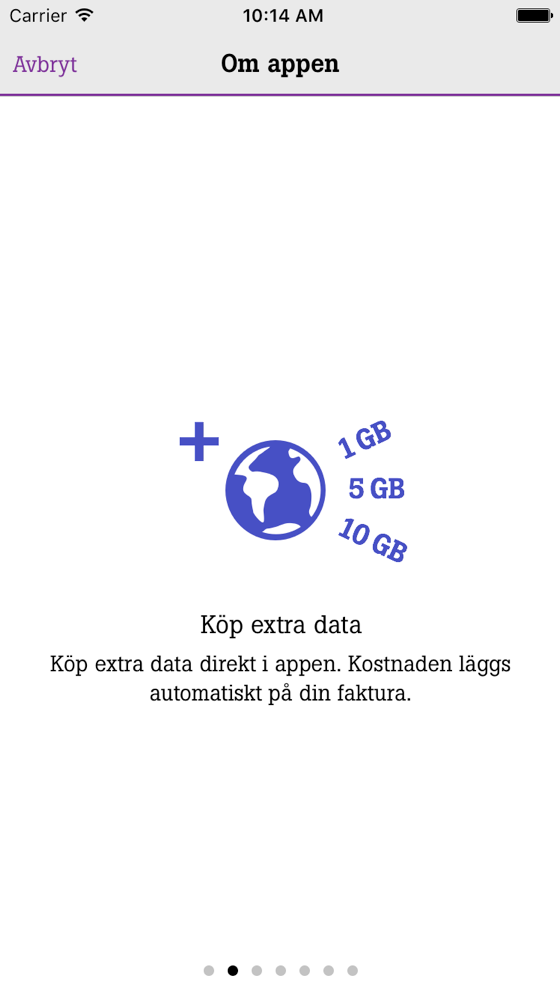 Carrier 10:14 AM
Avbryt Om appen
1 GB
5 GB
10 GB
Köp extra data
Köp extra data direkt i appen. Kostnaden läggs
automatiskt på din faktura.